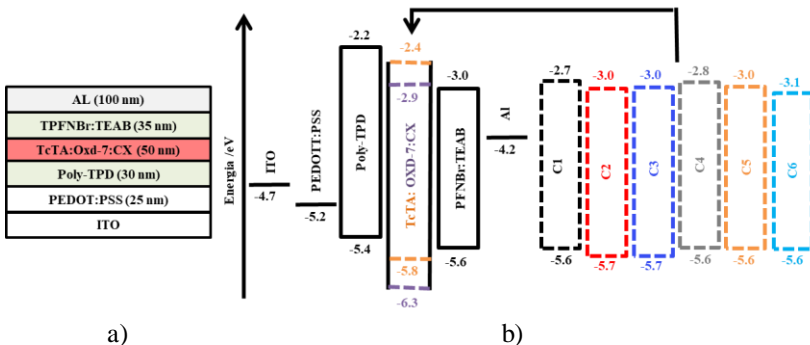 AL (100 nm)
TPFNBr:TEAB (35 nm)
TcTA:Oxd-7:CX (50 nm)
Poly-TPD (30 nm)
PEDOT:PSS (25 nm)
ITO
a)
Energia /eV
ITO
-4.7
PEDOTT:PSS
-5.2
-2.2
Poly-TPD
-5.4
-2.4
-2.9
TcTA: OXD-7:CX
-5.8
-6.3
-3.0
PFNBr:TEAB
-5.6
Al
-4.2
-2.7
C1
-5.6
-3.0
C2
-5.7
-3.0
C3
-5.7
-2.8
C4
-5.6
-3.0
C5
-5.6
-3.1
C6
-5.6
b)